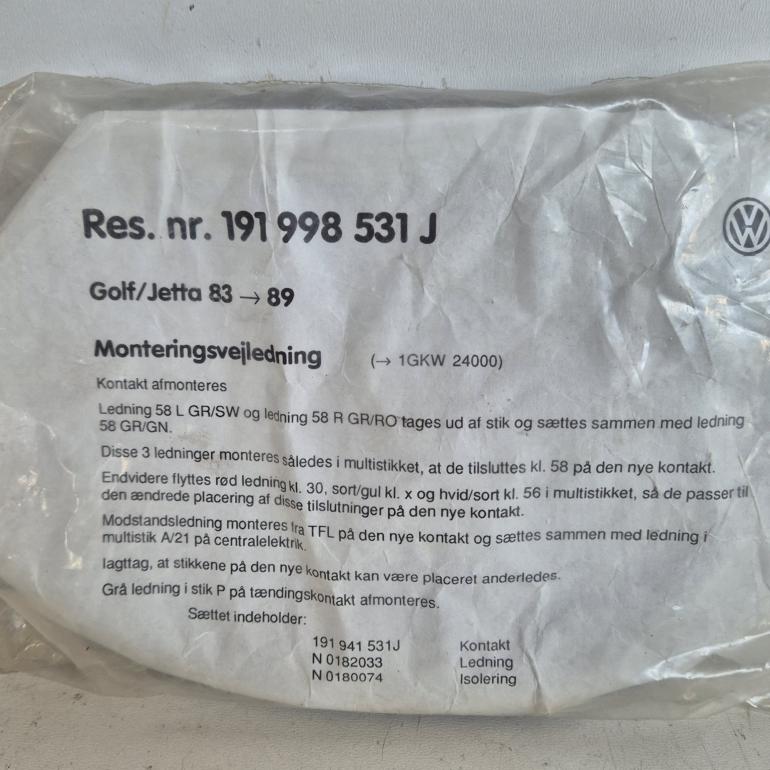 Res. nr. 191 998 531 J
VW
Golf/Jetta 83 → 89
Monteringsvejledning (→ 1GKW 24000)
Kontakt afmonteres
Ledning 58 L GR/SW og ledning 58 R GR/RO tages ud af stik og sættes sammen med ledning
58 GR/GN.
Disse 3 ledninger monteres således i multistikket, at de tilsluttes kl. 58 på den nye kontakt.
Endvidere flyttes rød ledning kl. 30, sort/gul kl. x og hvid/sort kl. 56 i multistikket, så de passer til
den ændrede placering af disse tilslutninger på den nye kontakt.
Modstandsledning monteres fra TFL på den nye kontakt og sættes sammen med ledning i
multistik A/21 på centralelektrik.
Iagttag, at stikkene på den nye kontakt kan være placeret anderledes.
Grå ledning i stik P på tændingskontakt afmonteres.
Sættet indeholder:
191 941 531J Kontakt
N 0182033 Ledning
N 0180074 Isolering